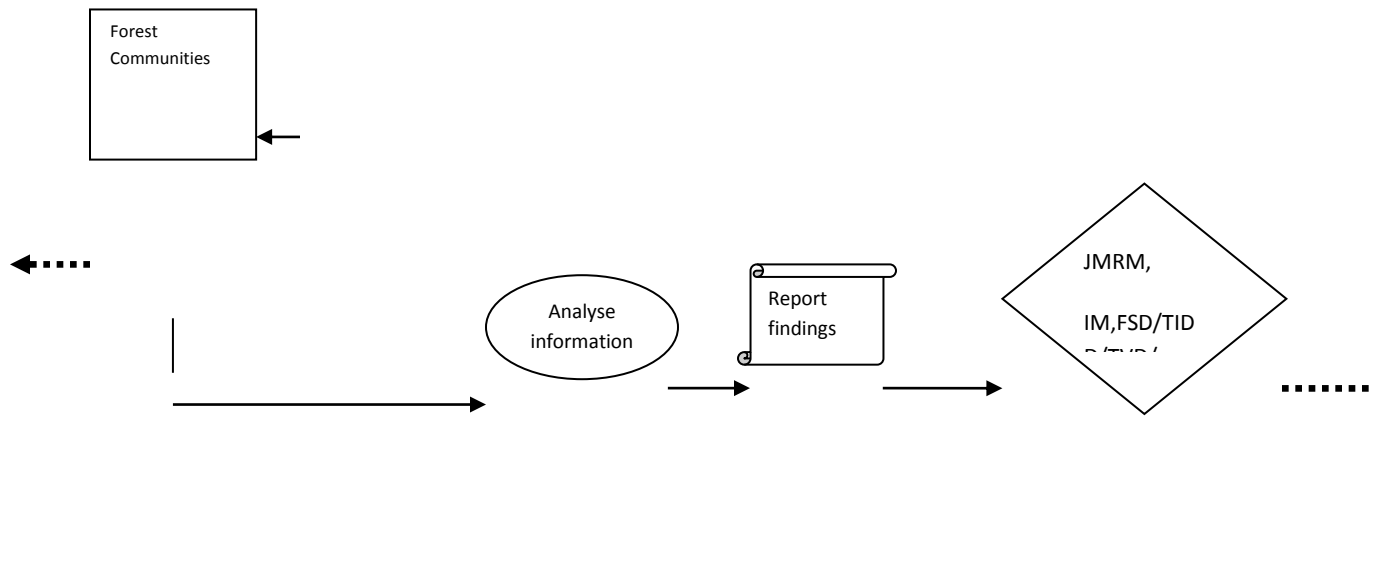 Forest
Communities
Analyse
information
Report
findings
JMRM,
IM,FSD/TID